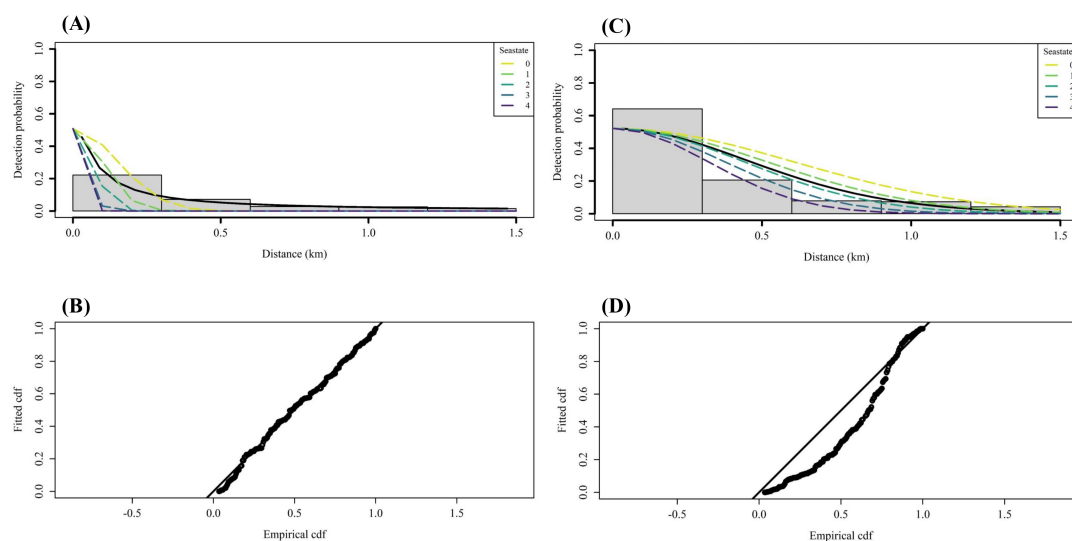 (A)
Detection probability
1.0
0.8
0.6
0.4
0.2
0.0
Seastate
0
1
2
3
4
0.0 0.5 1.0 1.5
Distance (km)
(C)
Detection probability
1.0
0.8
0.6
0.4
0.2
0.0
Seastate
0
1
2
3
4
0.0 0.5 1.0 1.5
Distance (km)
(B)
Fitted cdf
1.0
0.8
0.6
0.4
0.2
0.0
-0.5 0.0 0.5 1.0 1.5
Empirical cdf
(D)
Fitted cdf
1.0
0.8
0.6
0.4
0.2
0.0
-0.5 0.0 0.5 1.0 1.5
Empirical cdf